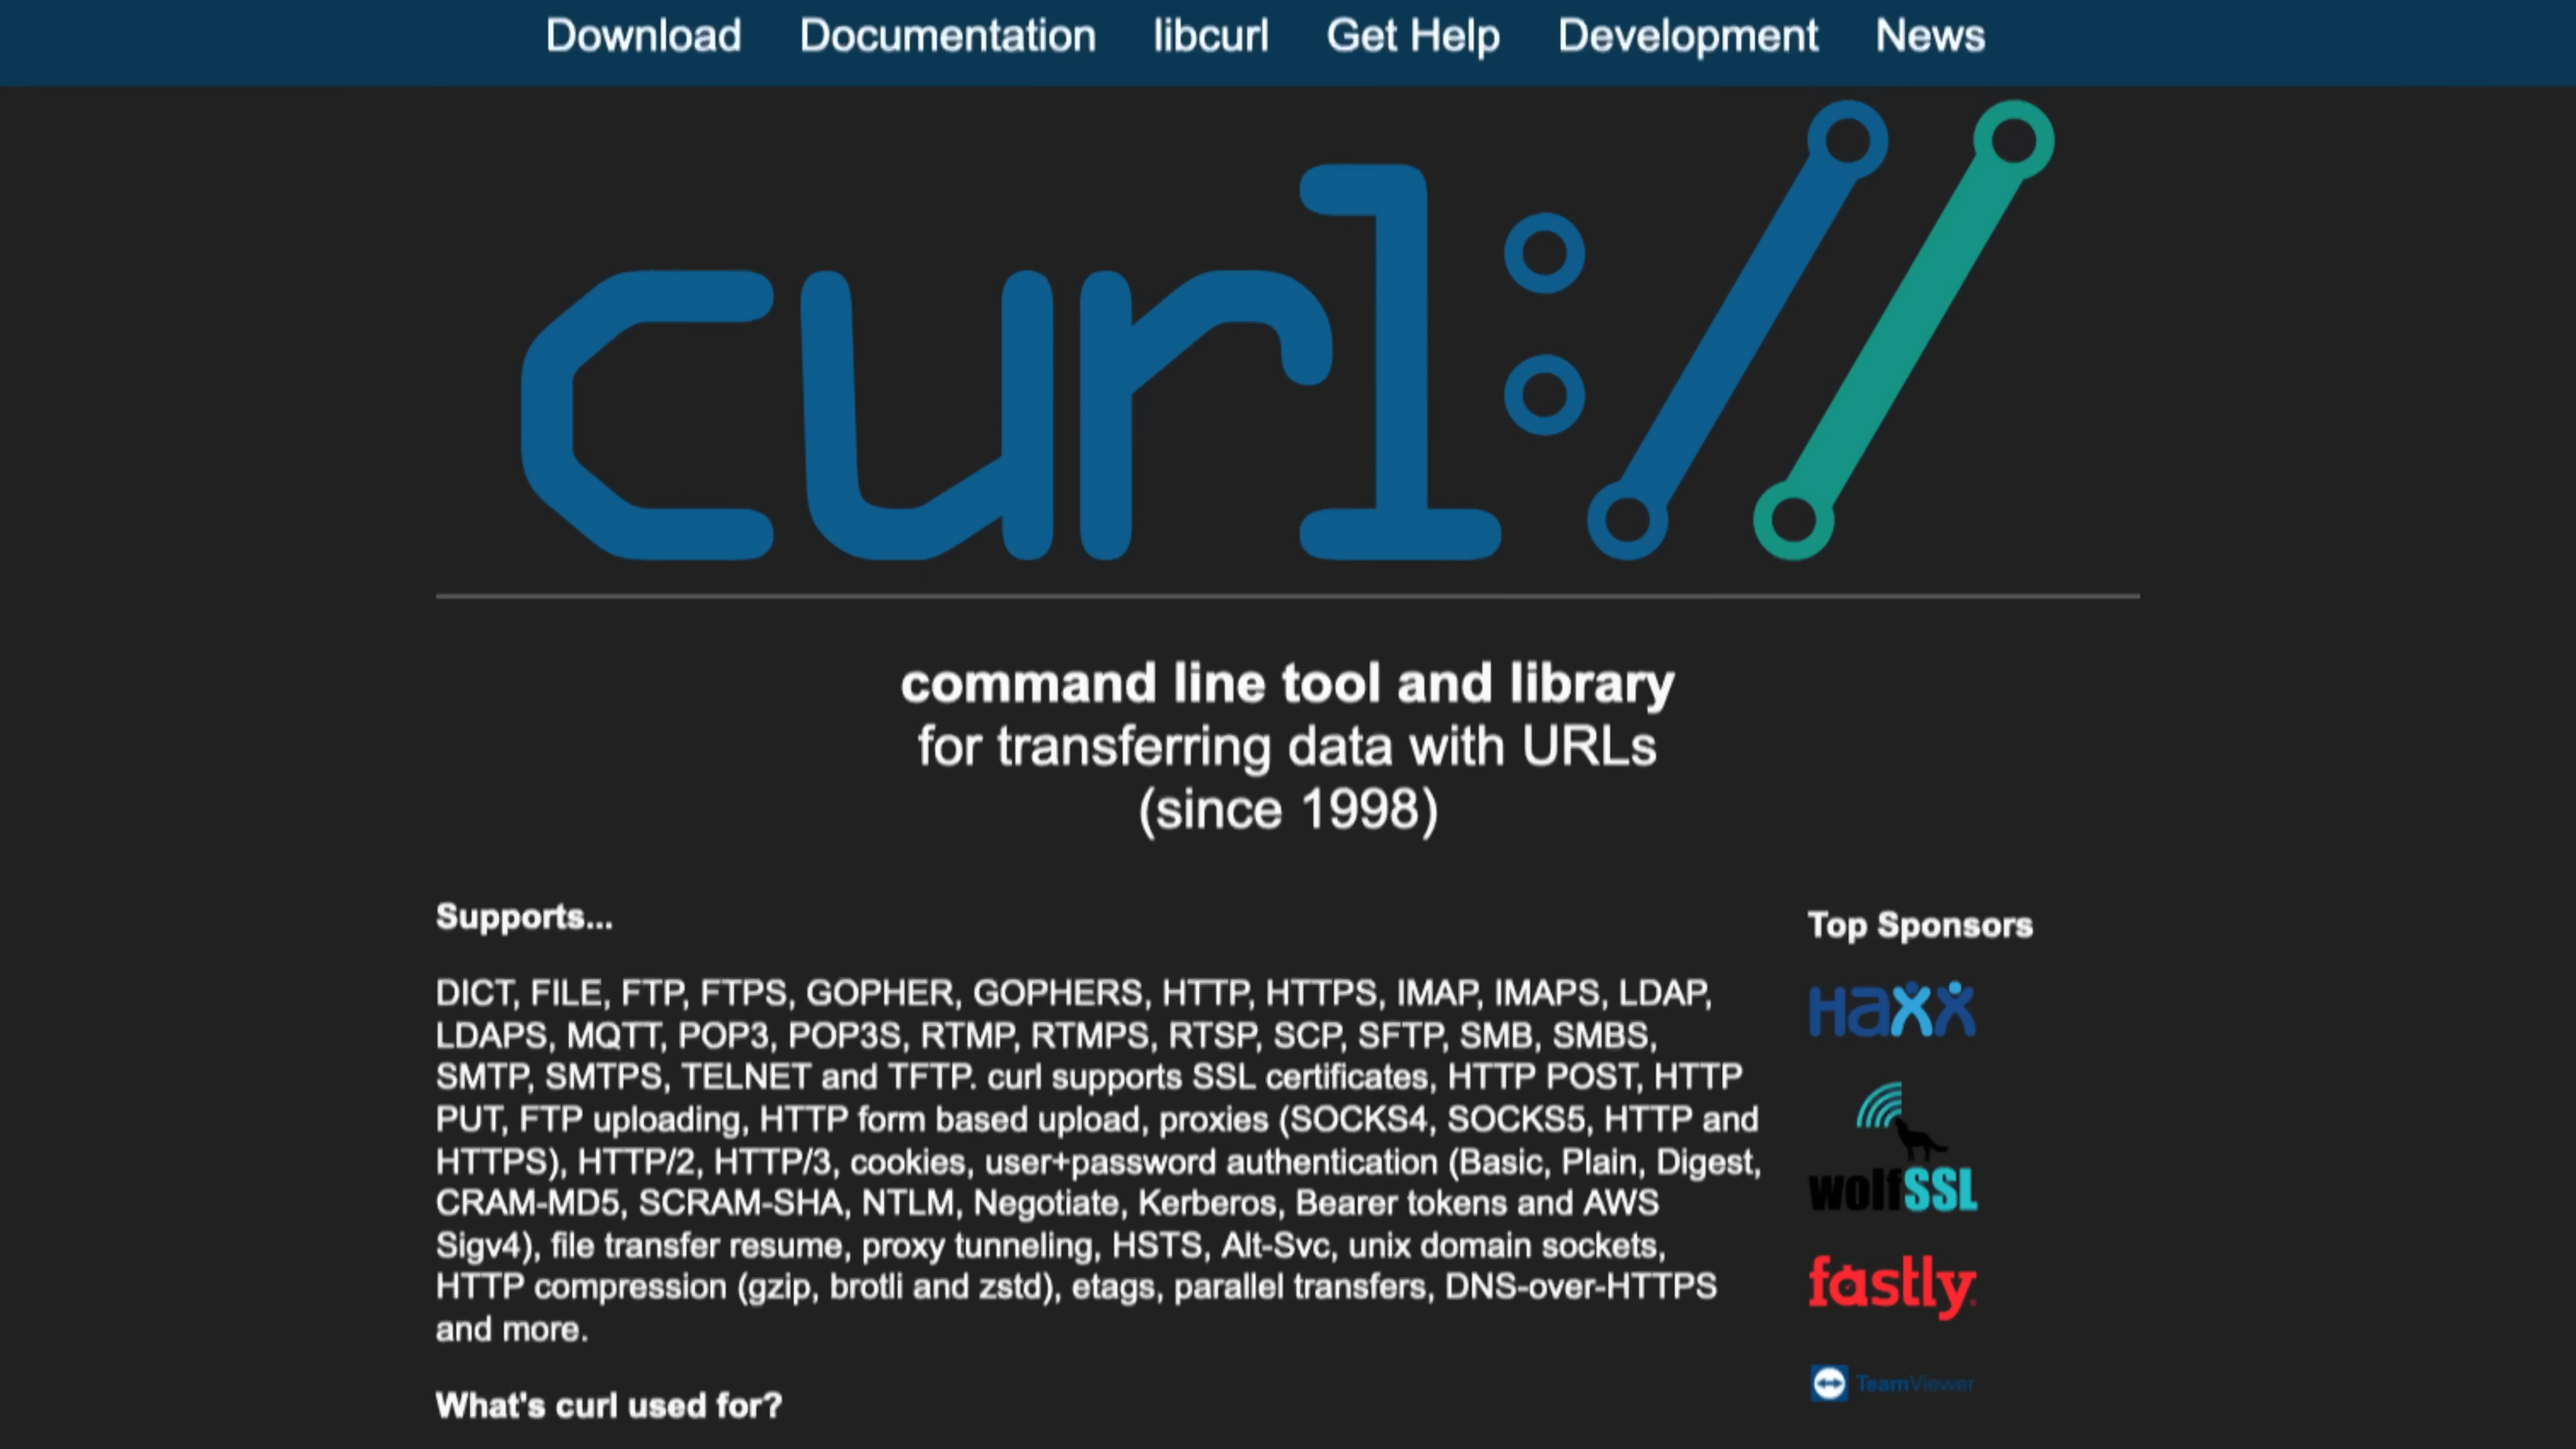 Download Documentation libcurl Get Help Development News
curl://
command line tool and library
for transferring data with URLs
(since 1998)
Supports...
DICT, FILE, FTP, FTPS, GOPHER, GOPHERS, HTTP, HTTPS, IMAP, IMAPS, LDAP,
LDAPS, MQTT, POP3, POP3S, RTMP, RTMPS, RTSP, SCP, SFTP, SMB, SMBS,
SMTP, SMTPS, TELNET and TFTP. curl supports SSL certificates, HTTP POST, HTTP
PUT, FTP uploading, HTTP form based upload, proxies (SOCKS4, SOCKS5, HTTP and
HTTPS), HTTP/2, HTTP/3, cookies, user+password authentication (Basic, Plain, Digest,
CRAM-MD5, SCRAM-SHA, NTLM, Negotiate, Kerberos, Bearer tokens and AWS
Sigv4), file transfer resume, proxy tunneling, HSTS, Alt-Svc, unix domain sockets,
HTTP compression (gzip, brotli and zstd), etags, parallel transfers, DNS-over-HTTPS
and more.
What's curl used for?
Top Sponsors
Haxx
wolfSSL
fastly
TeamViewer